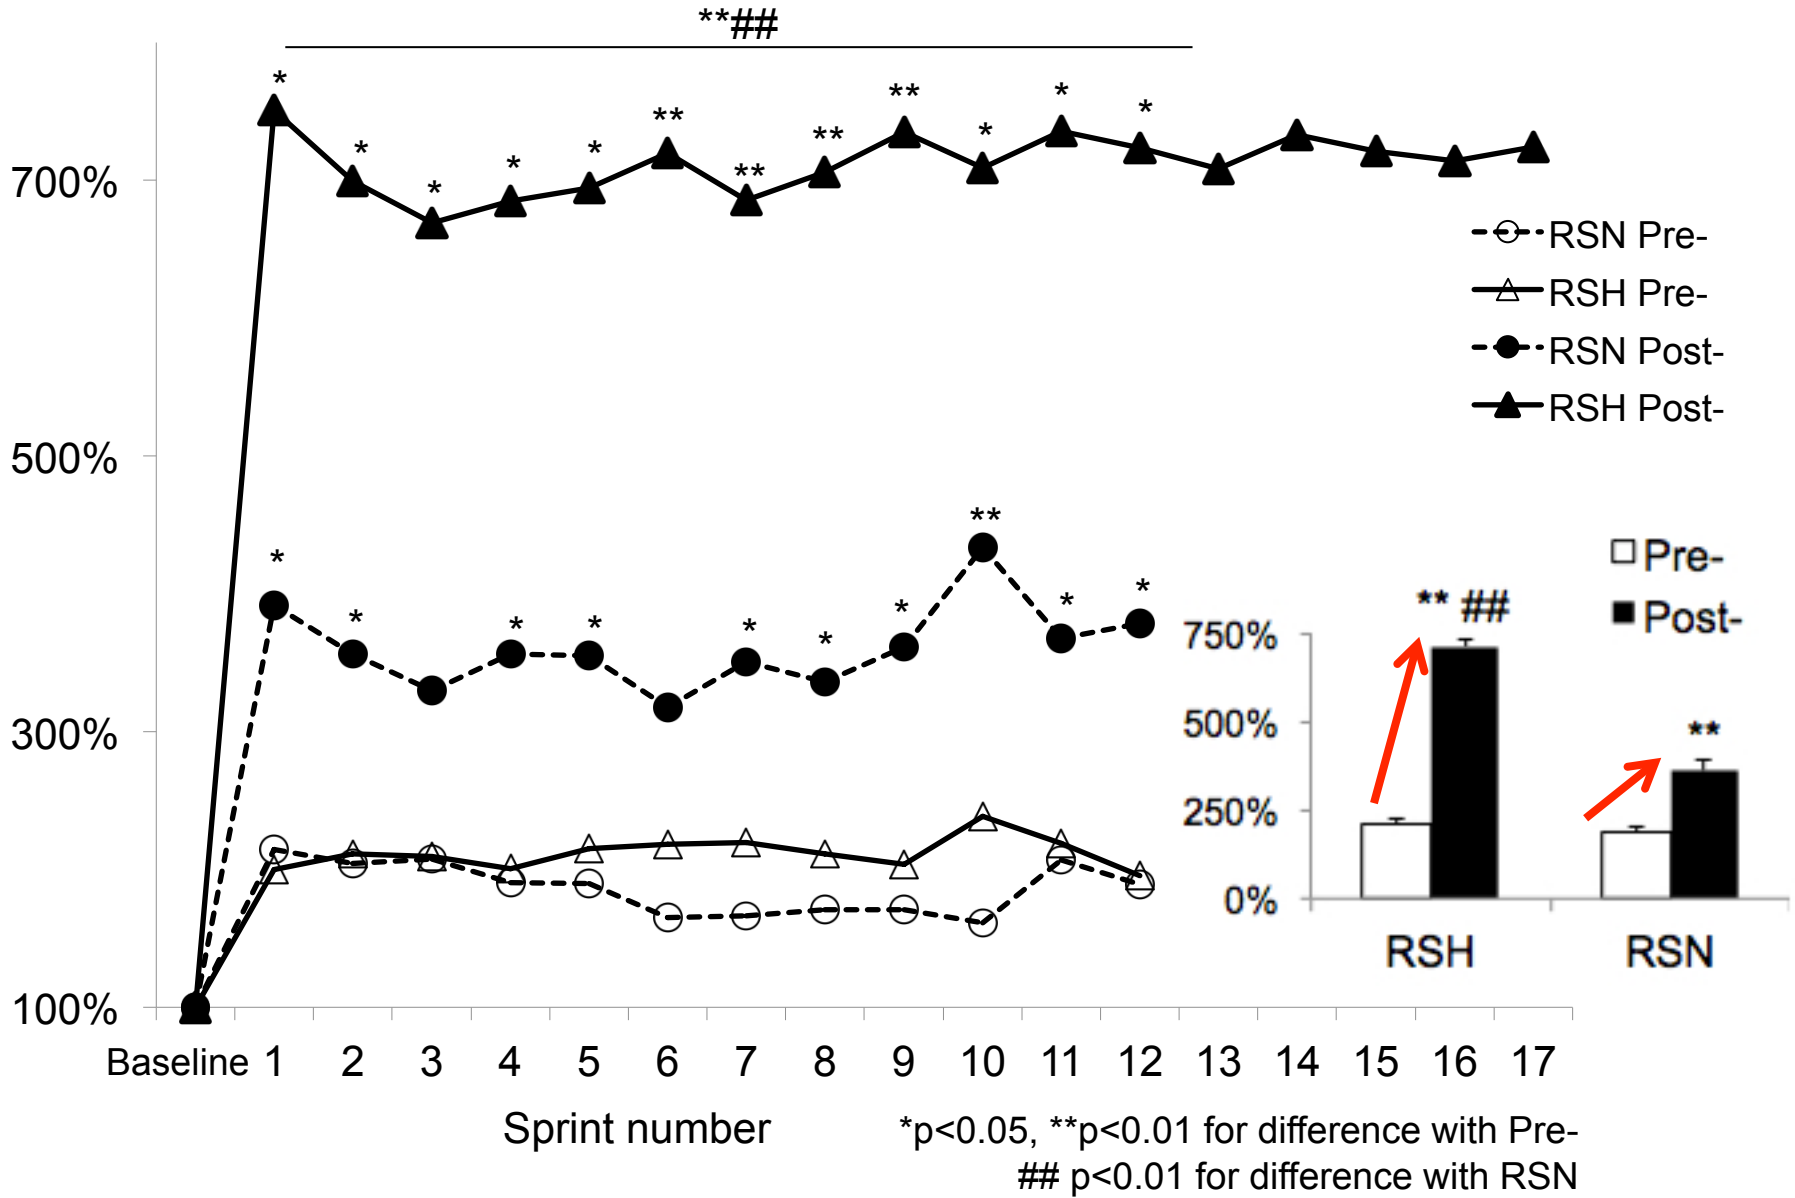 **##
* * * * * ** ** ** ** * * *
700%
RSN Pre-
RSH Pre-
RSN Post-
RSH Post-
500%
* * * * * * * ** * *
300%
100%
Pre-
Post-
** ##
**
750%
500%
250%
0%
RSH RSN
Baseline 1 2 3 4 5 6 7 8 9 10 11 12 13 14 15 16 17
Sprint number
*p<0.05, **p<0.01 for difference with Pre-
## p<0.01 for difference with RSN